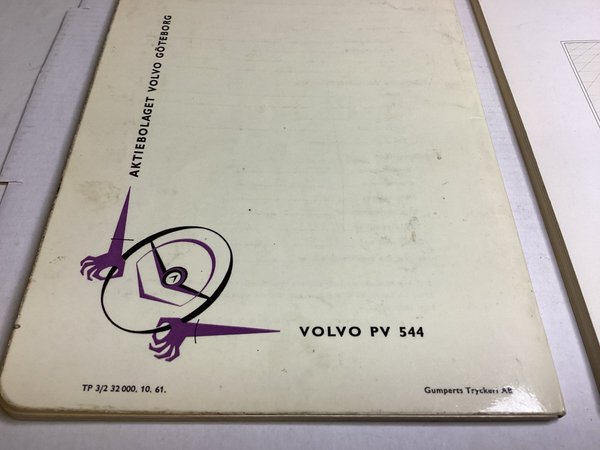 AKTIEBOLAGET VOLVO GÖTEBORG
VOLVO PV 544
TP 3/2 32 000. 10. 61.
Gumperts Tryckeri AB